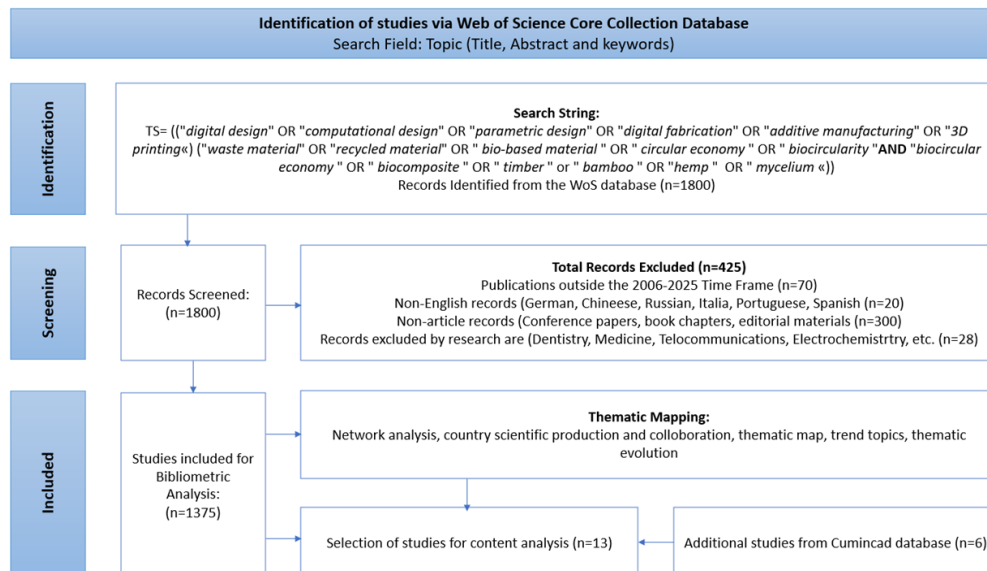 Identification of studies via Web of Science Core Collection Database
Search Field: Topic (Title, Abstract and keywords)
Identification
Search String:
TS= (("digital design" OR "computational design" OR "parametric design" OR "digital fabrication" OR "additive manufacturing" OR "3D
printing«) ("waste material" OR "recycled material" OR " bio-based material " OR " circular economy " OR " biocircularity "AND "biocircular
economy " OR " biocomposite " OR " timber " or " bamboo " OR "hemp " OR " mycelium «))
Records Identified from the WoS database (n=1800)
Screening
Records Screened:
(n=1800)
Total Records Excluded (n=425)
Publications outside the 2006-2025 Time Frame (n=70)
Non-English records (German, Chineese, Russian, Italia, Portuguese, Spanish (n=20)
Non-article records (Conference papers, book chapters, editorial materials (n=300)
Records excluded by research are (Dentistry, Medicine, Telecommunications, Electrochemistrtry, etc. (n=28)
Included
Studies included for
Bibliometric
Analysis:
(n=1375)
Thematic Mapping:
Network analysis, country scientific production and colloboration, thematic map, trend topics, thematic
evolution
Selection of studies for content analysis (n=13)
Additional studies from Cumincad database (n=6)